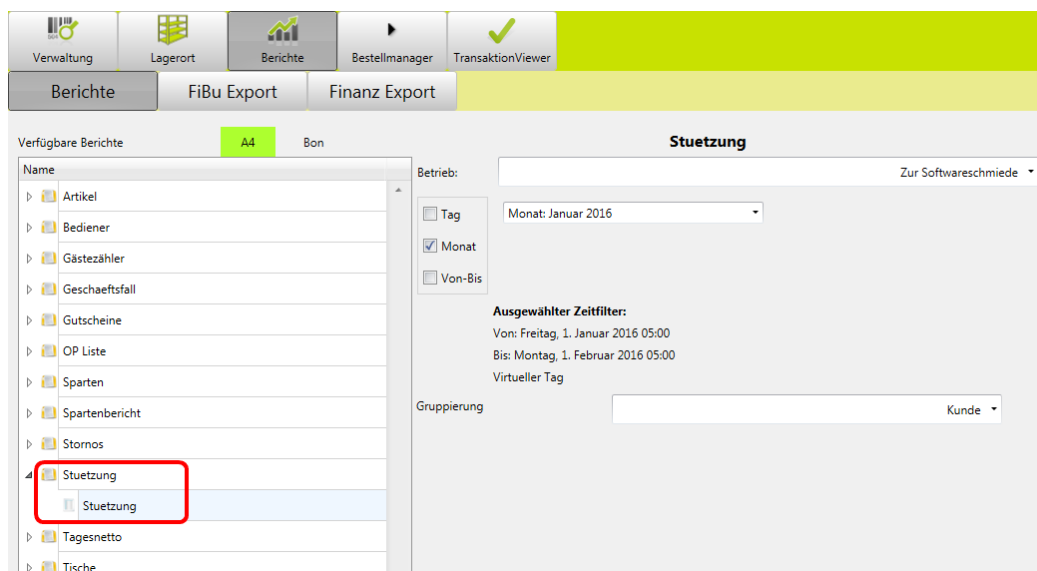 Verwaltung
Lagerort
Berichte
Bestellmanager
TransaktionViewer
Berichte
FiBu Export
Finanz Export
Verfügbare Berichte
A4
Bon
Stuetzung
Name
Betrieb:
Zur Softwareschmiede
Artikel
Tag
Monat: Januar 2016
Bediener
Monat
Gästezähler
Von-Bis
Geschaeftsfall
Gutscheine
Ausgewählter Zeitfilter:
Von: Freitag, 1. Januar 2016 05:00
OP Liste
Bis: Montag, 1. Februar 2016 05:00
Sparten
Virtueller Tag
Spartenbericht
Gruppierung
Kunde
Stornos
Stuetzung
Stuetzung
Tagesnetto
Tische